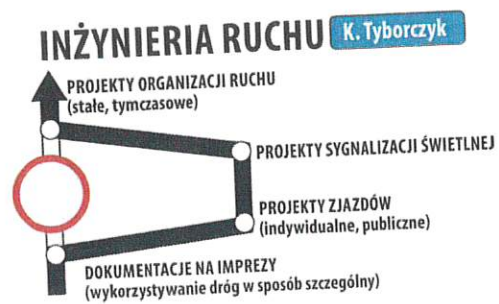 INŻYNIERIA RUCHU K. Tyborczyk
PROJEKTY ORGANIZACJI RUCHU
(stałe, tymczasowe)
PROJEKTY SYGNALIZACJI ŚWIETLNEJ
PROJEKTY ZJAZDÓW
(indywidualne, publiczne)
DOKUMENTACJE NA IMPREZY
(wykorzystywanie dróg w sposób szczególny)